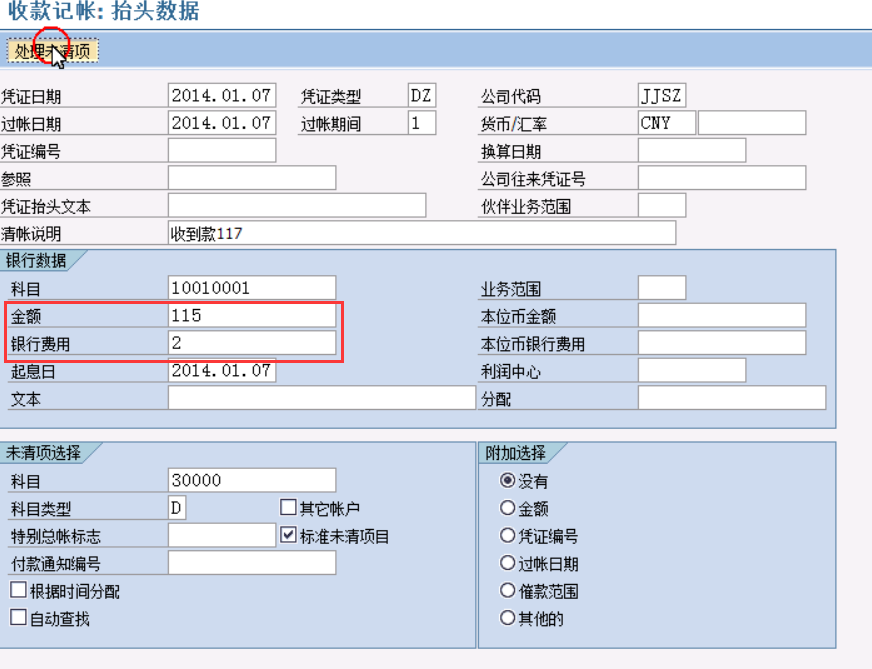 收款记帐: 抬头数据
处理未清项
凭证日期 2014.01.07 凭证类型 DZ 公司代码 JJSZ
过帐日期 2014.01.07 过帐期间 1 货币/汇率 CNY
凭证编号 换算日期
参照 公司往来凭证号
凭证抬头文本 伙伴业务范围
清帐说明 收到款117
银行数据
科目 10010001 业务范围
金额 115 本位币金额
银行费用 2 本位币银行费用
起息日 2014.01.07 利润中心
文本 分配
未清项选择
科目 30000
科目类型 D 其它帐户
特别总帐标志 标准未清项目
付款通知编号
根据时间分配
自动查找
附加选择
没有
金额
凭证编号
过帐日期
催款范围
其他的